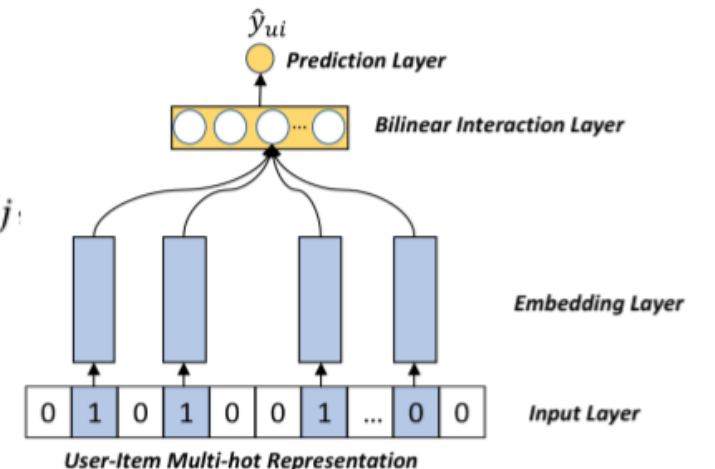 ŷui
Prediction Layer
... Bilinear Interaction Layer
j
Embedding Layer
0 1 0 1 0 0 1 ... 0 0 Input Layer
User-Item Multi-hot Representation